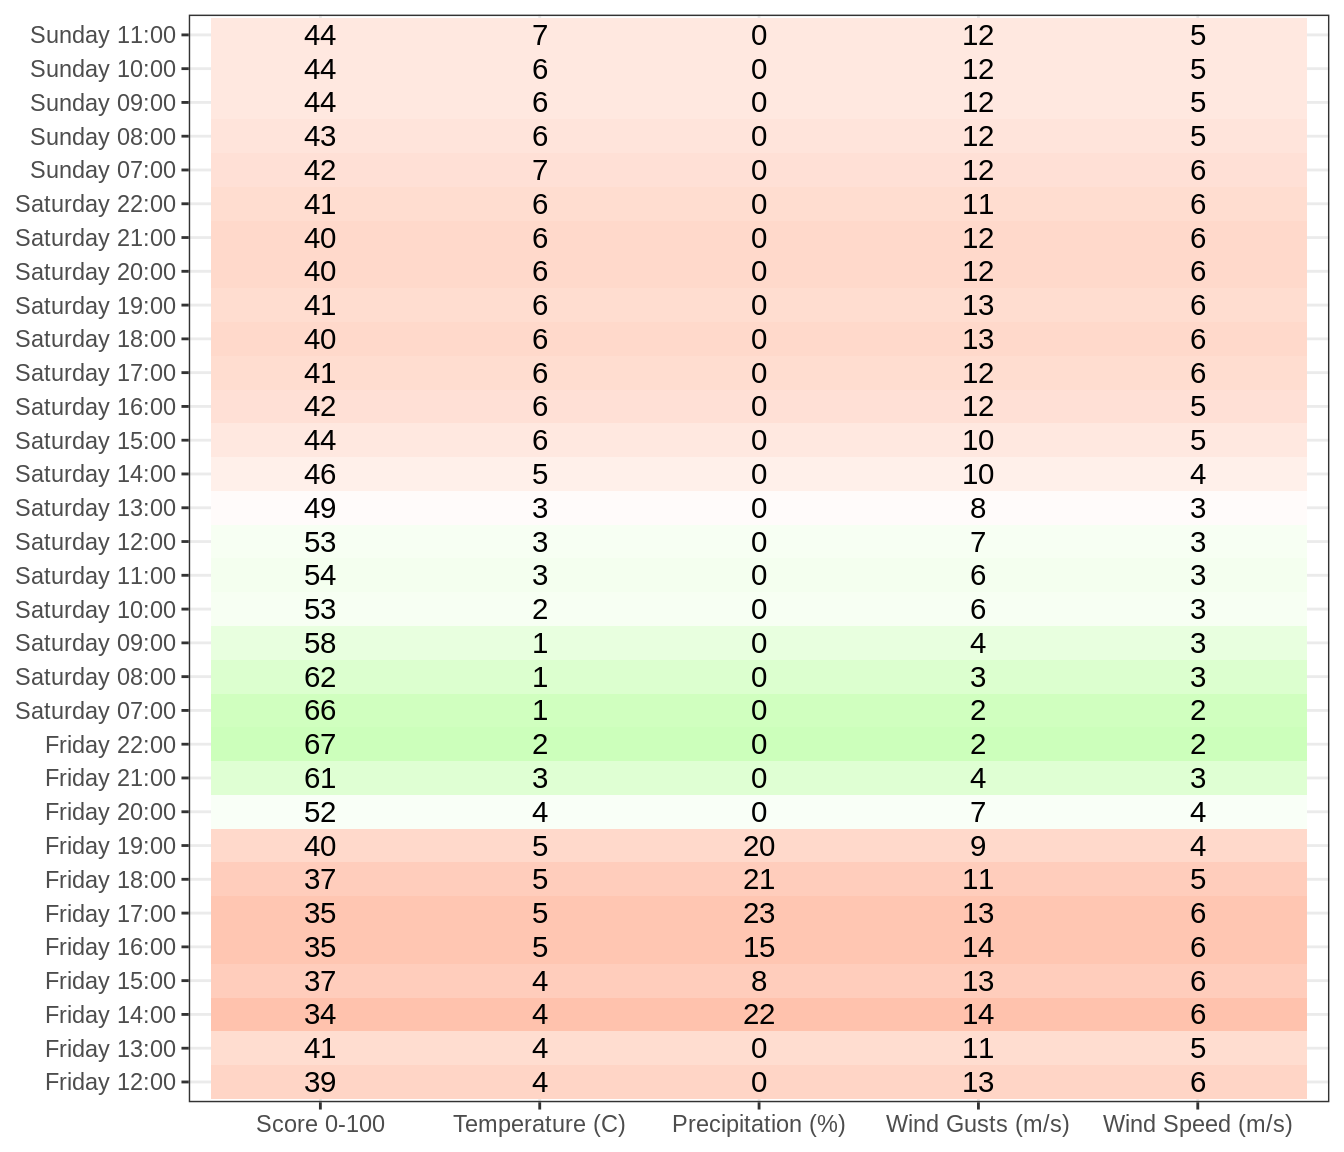 Sunday 11:00 44 7 0 12 5
Sunday 10:00 44 6 0 12 5
Sunday 09:00 44 6 0 12 5
Sunday 08:00 43 6 0 12 5
Sunday 07:00 42 7 0 12 6
Saturday 22:00 41 6 0 11 6
Saturday 21:00 40 6 0 12 6
Saturday 20:00 40 6 0 12 6
Saturday 19:00 41 6 0 13 6
Saturday 18:00 40 6 0 13 6
Saturday 17:00 41 6 0 12 6
Saturday 16:00 42 6 0 12 5
Saturday 15:00 44 6 0 10 5
Saturday 14:00 46 5 0 10 4
Saturday 13:00 49 3 0 8 3
Saturday 12:00 53 3 0 7 3
Saturday 11:00 54 3 0 6 3
Saturday 10:00 53 2 0 6 3
Saturday 09:00 58 1 0 4 3
Saturday 08:00 62 1 0 3 3
Saturday 07:00 66 1 0 2 2
Friday 22:00 67 2 0 2 2
Friday 21:00 61 3 0 4 3
Friday 20:00 52 4 0 7 4
Friday 19:00 40 5 20 9 4
Friday 18:00 37 5 21 11 5
Friday 17:00 35 5 23 13 6
Friday 16:00 35 5 15 14 6
Friday 15:00 37 4 8 13 6
Friday 14:00 34 4 22 14 6
Friday 13:00 41 4 0 11 5
Friday 12:00 39 4 0 13 6
Score 0-100 Temperature (C) Precipitation (%) Wind Gusts (m/s) Wind Speed (m/s)